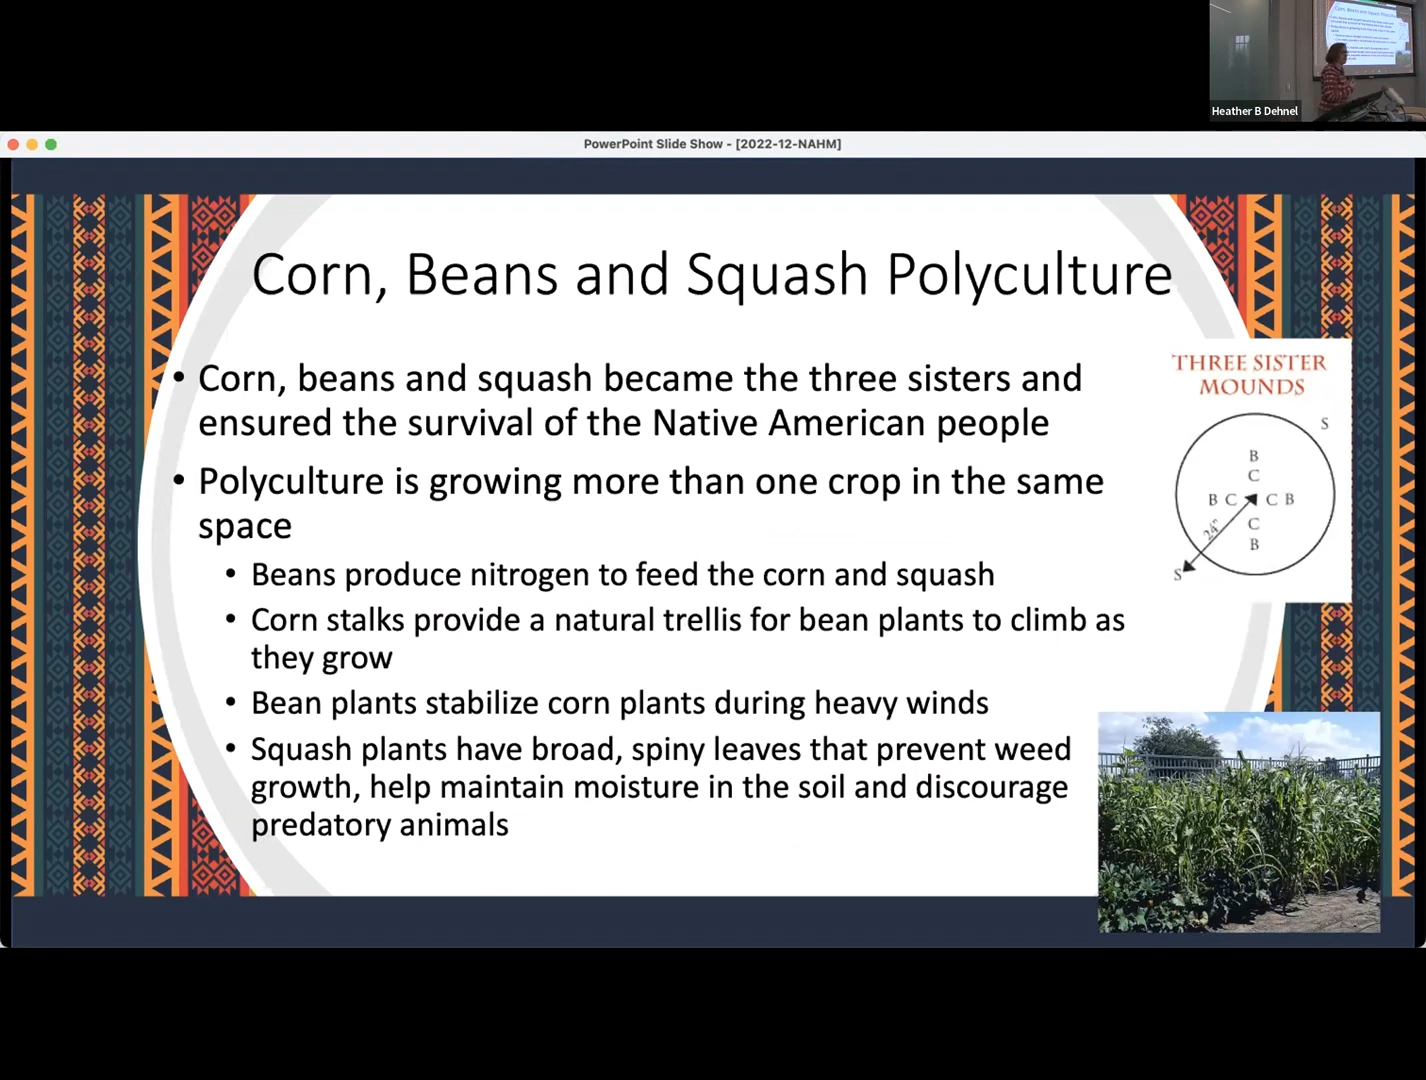 Heather B Dehnel
PowerPoint Slide Show - [2022-12-NAHM]
Corn, Beans and Squash Polyculture
• Corn, beans and squash became the three sisters and
ensured the survival of the Native American people
• Polyculture is growing more than one crop in the same
space
• Beans produce nitrogen to feed the corn and squash
• Corn stalks provide a natural trellis for bean plants to climb as
they grow
• Bean plants stabilize corn plants during heavy winds
• Squash plants have broad, spiny leaves that prevent weed
growth, help maintain moisture in the soil and discourage
predatory animals
THREE SISTER
MOUNDS
S
B
C
B C C B
24"
C
B
S